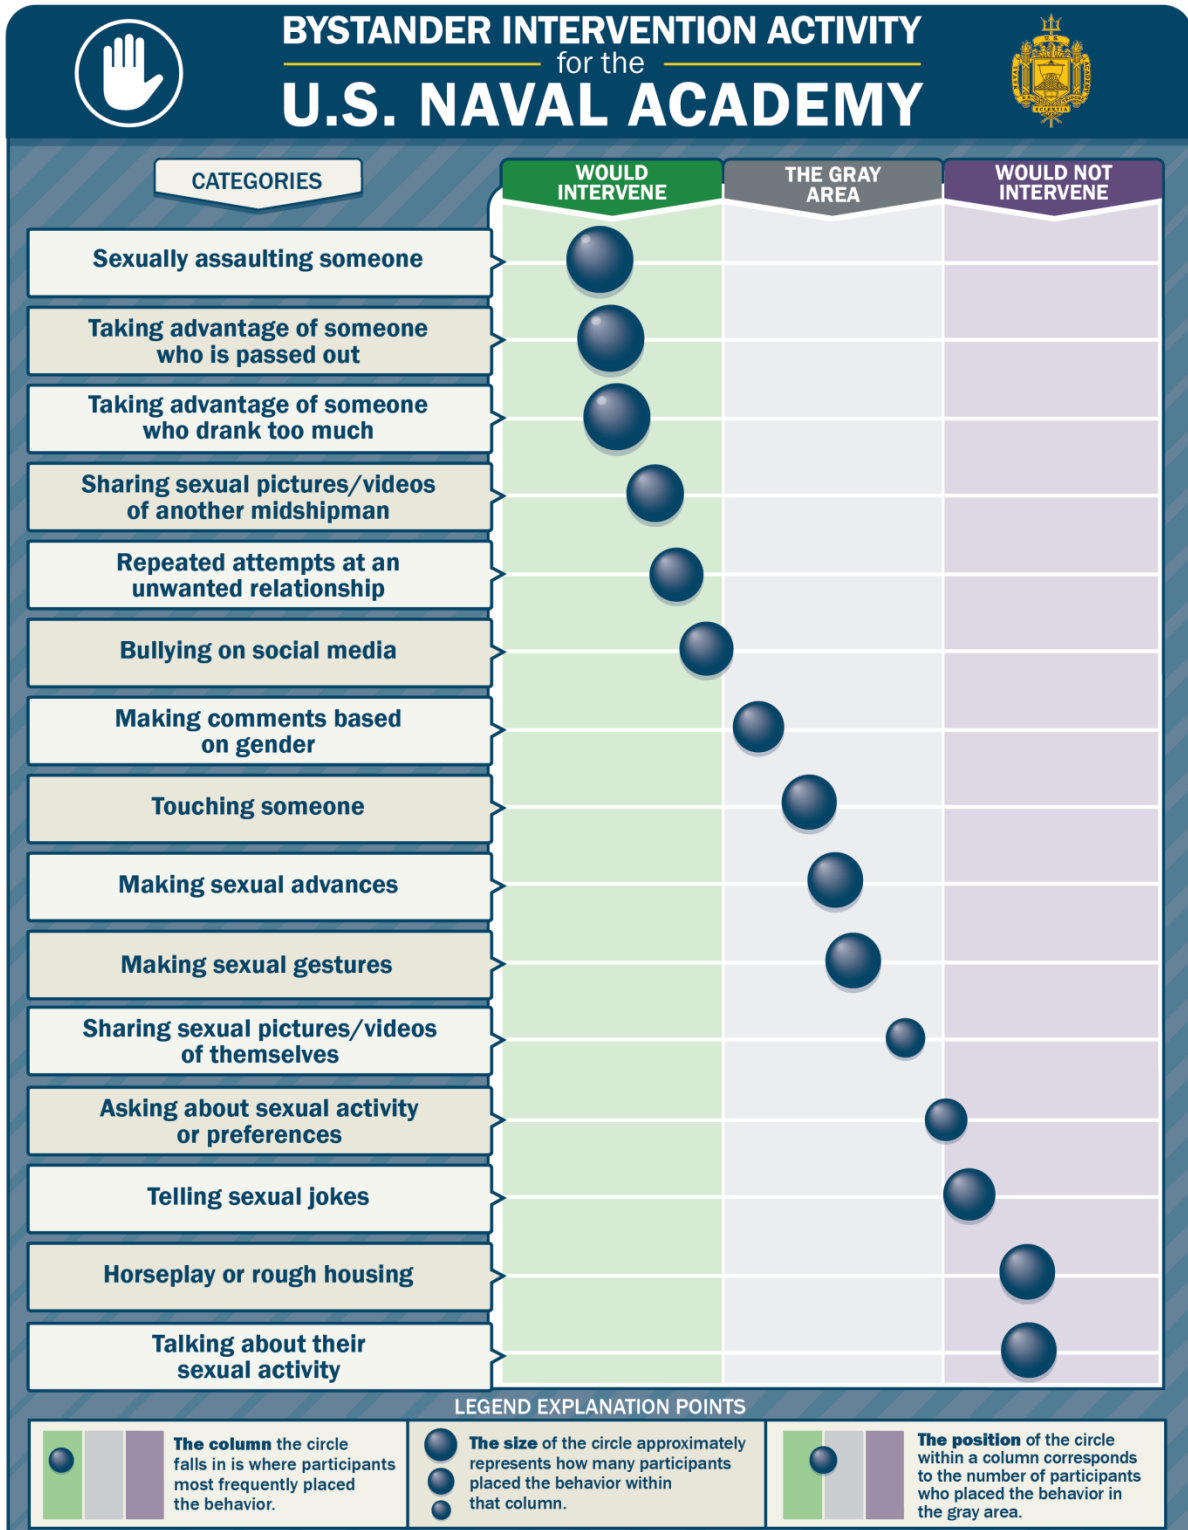 BYSTANDER INTERVENTION ACTIVITY
for the
U.S. NAVAL ACADEMY
CATEGORIES
WOULD
INTERVENE
THE GRAY
AREA
WOULD NOT
INTERVENE
Sexually assaulting someone
Taking advantage of someone
who is passed out
Taking advantage of someone
who drank too much
Sharing sexual pictures/videos
of another midshipman
Repeated attempts at an
unwanted relationship
Bullying on social media
Making comments based
on gender
Touching someone
Making sexual advances
Making sexual gestures
Sharing sexual pictures/videos
of themselves
Asking about sexual activity
or preferences
Telling sexual jokes
Horseplay or rough housing
Talking about their
sexual activity
LEGEND EXPLANATION POINTS
The column the circle
falls in is where participants
most frequently placed
the behavior.
The size of the circle approximately
represents how many participants
placed the behavior within
that column.
The position of the circle
within a column corresponds
to the number of participants
who placed the behavior in
the gray area.